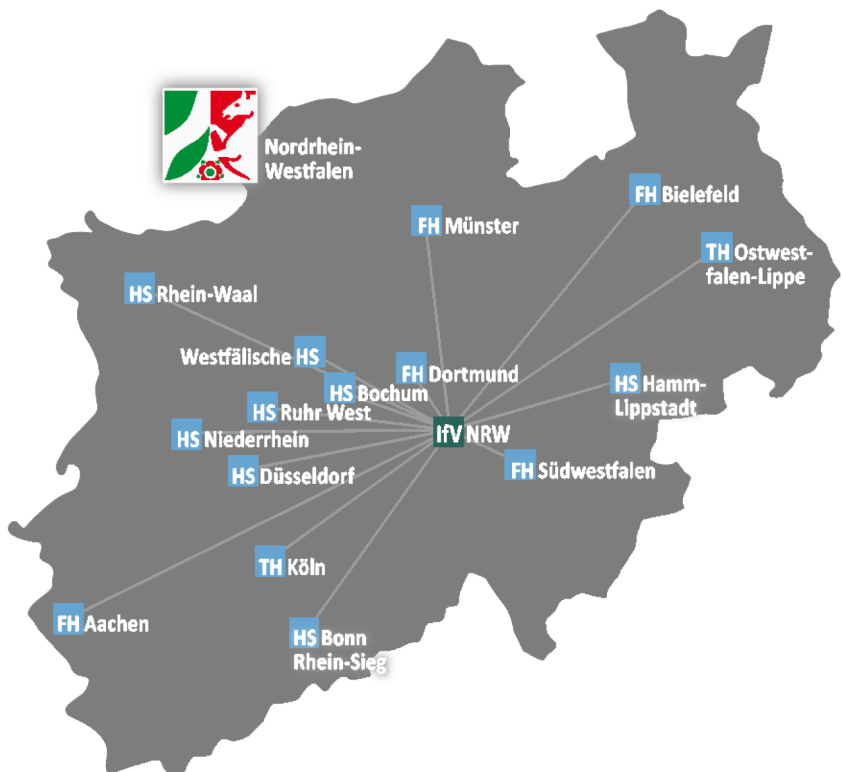 Nordrhein-
Westfalen
FH Bielefeld
FH Münster
TH Ostwest-
falen-Lippe
HS Rhein-Waal
Westfälische HS
FH Dortmund
HS Hamm-
Lippstadt
HS Bochum
HS Ruhr West
HS Niederrhein
IfV NRW
HS Düsseldorf
FH Südwestfalen
TH Köln
FH Aachen
HS Bonn
Rhein-Sieg